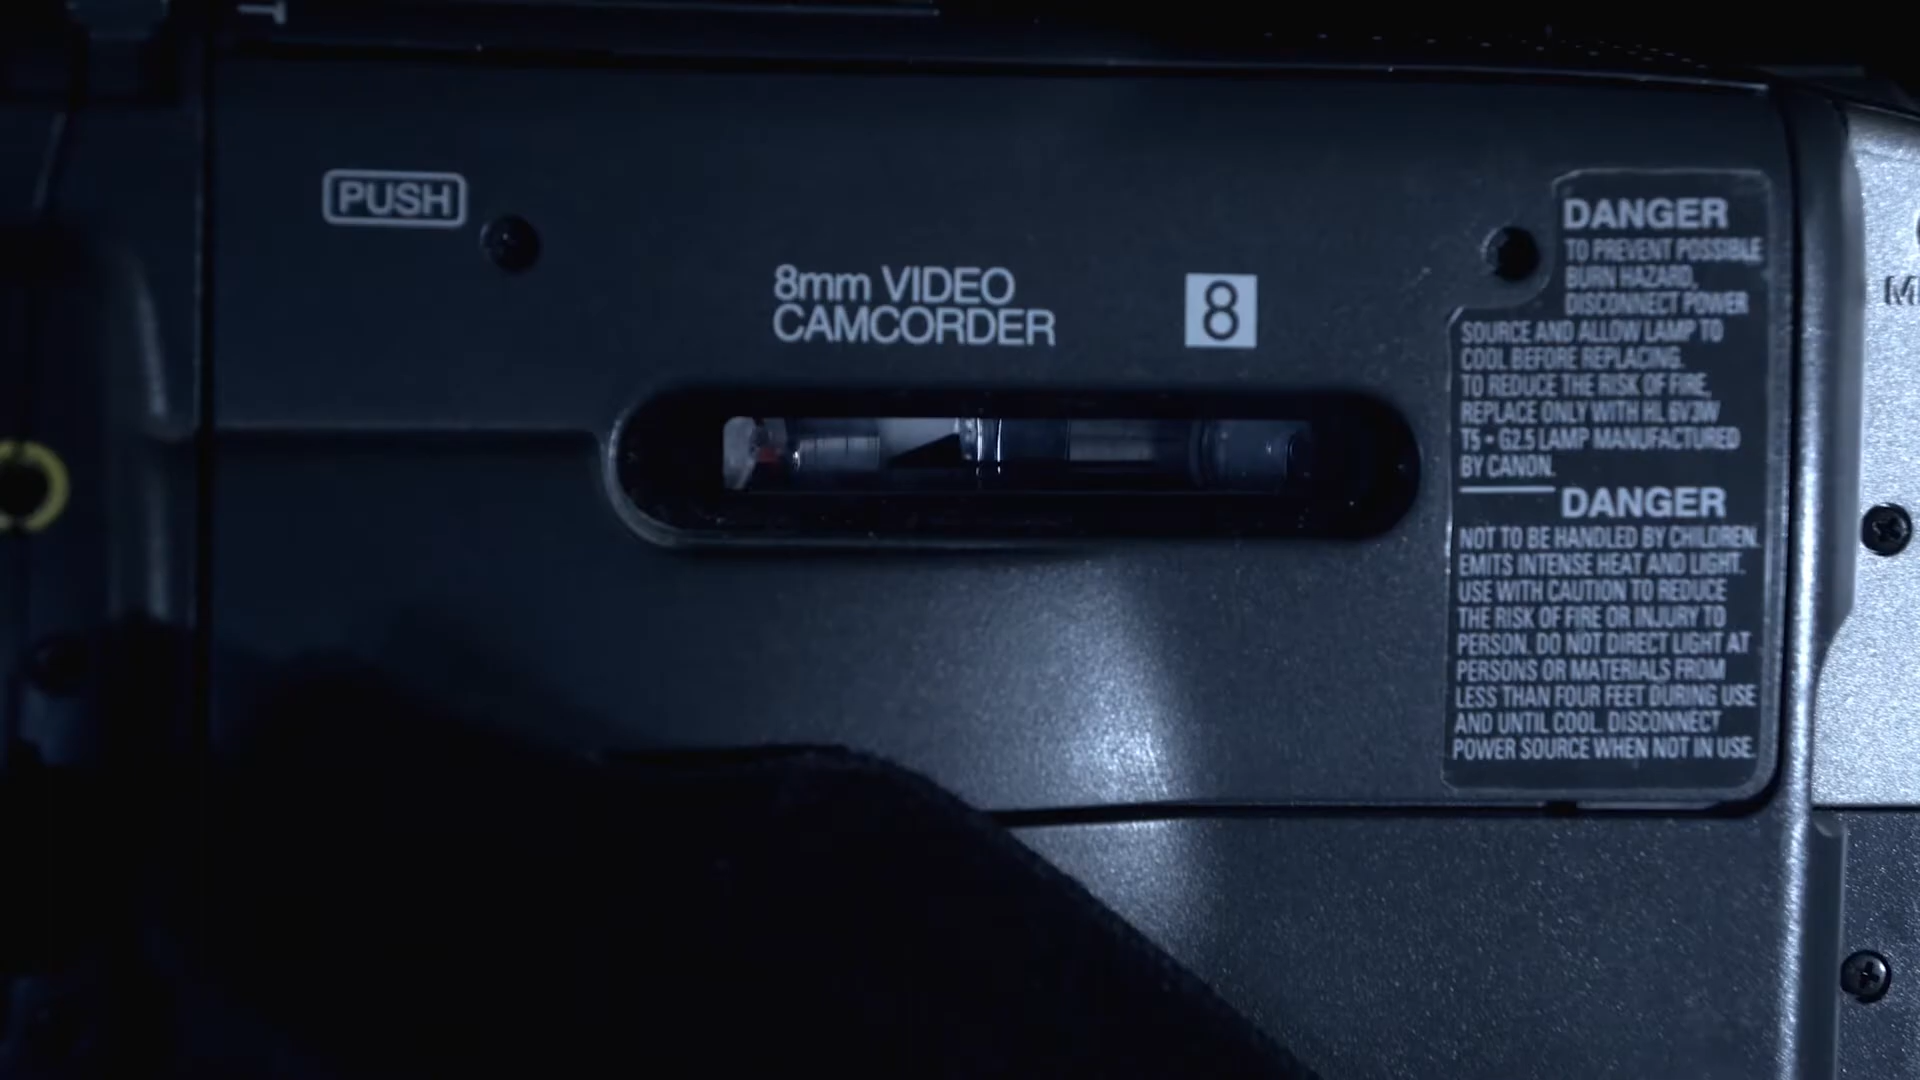 PUSH
8mm VIDEO
CAMCORDER
8
DANGER
TO PREVENT POSSIBLE
BURN HAZARD,
DISCONNECT POWER
SOURCE AND ALLOW LAMP TO
COOL BEFORE REPLACING.
TO REDUCE THE RISK OF FIRE,
REPLACE ONLY WITH HL 6V3W
T5 • G2.5 LAMP MANUFACTURED
BY CANON.
DANGER
NOT TO BE HANDLED BY CHILDREN.
EMITS INTENSE HEAT AND LIGHT.
USE WITH CAUTION TO REDUCE
THE RISK OF FIRE OR INJURY TO
PERSON. DO NOT DIRECT LIGHT AT
PERSONS OR MATERIALS FROM
LESS THAN FOUR FEET DURING USE
AND UNTIL COOL. DISCONNECT
POWER SOURCE WHEN NOT IN USE.